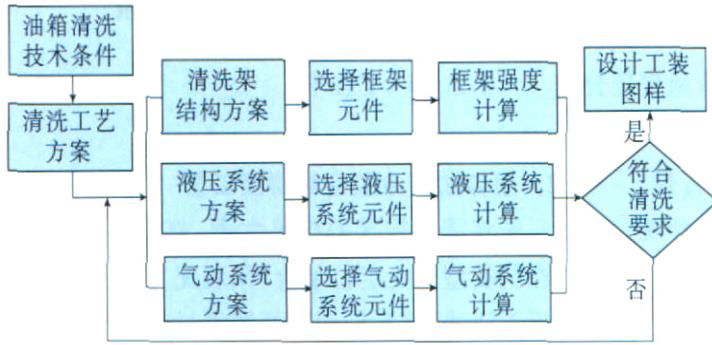 油箱清洗
技术条件
清洗工艺
方案
清洗架
结构方案
选择框架
元件
框架强度
计算
液压系统
方案
选择液压
系统元件
液压系统
计算
气动系统
方案
选择气动
系统元件
气动系统
计算
符合
清洗
要求
是
设计工装
图样
否